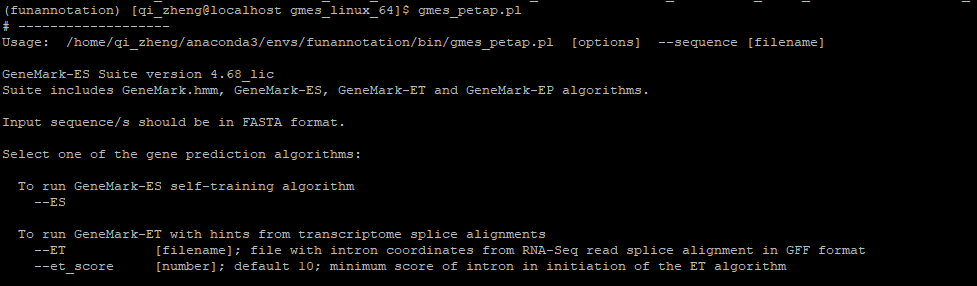 (funannotation) [qi_zheng@localhost gmes_linux_64]$ gmes_petap.pl
# -------------------
Usage:  /home/qi_zheng/anaconda3/envs/funannotation/bin/gmes_petap.pl  [options]  --sequence [filename]
GeneMark-ES Suite version 4.68_lic
Suite includes GeneMark.hmm, GeneMark-ES, GeneMark-ET and GeneMark-EP algorithms.
Input sequence/s should be in FASTA format.
Select one of the gene prediction algorithms:
To run GeneMark-ES self-training algorithm
--ES
To run GeneMark-ET with hints from transcriptome splice alignments
--ET           [filename]; file with intron coordinates from RNA-Seq read splice alignment in GFF format
--et_score     [number]; default 10; minimum score of intron in initiation of the ET algorithm